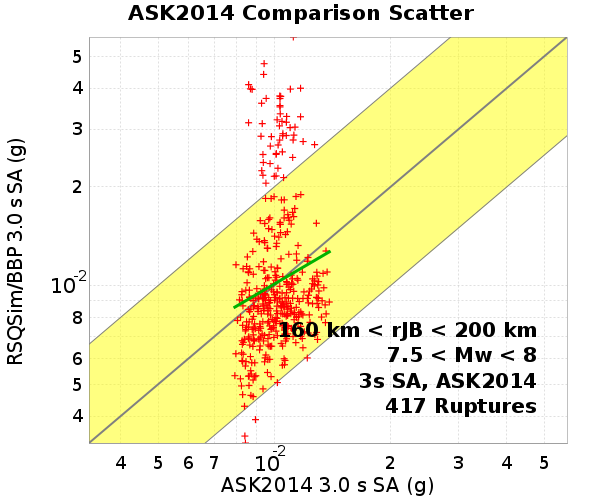 ASK2014 Comparison Scatter
RSQSim/BBP 3.0 s SA (g)
5
4
3
2
10-2
8
6
5
4
160 km < rJB < 200 km
7.5 < Mw < 8
3s SA, ASK2014
417 Ruptures
4 5 6 7 10-2 2 3 4 5
ASK2014 3.0 s SA (g)